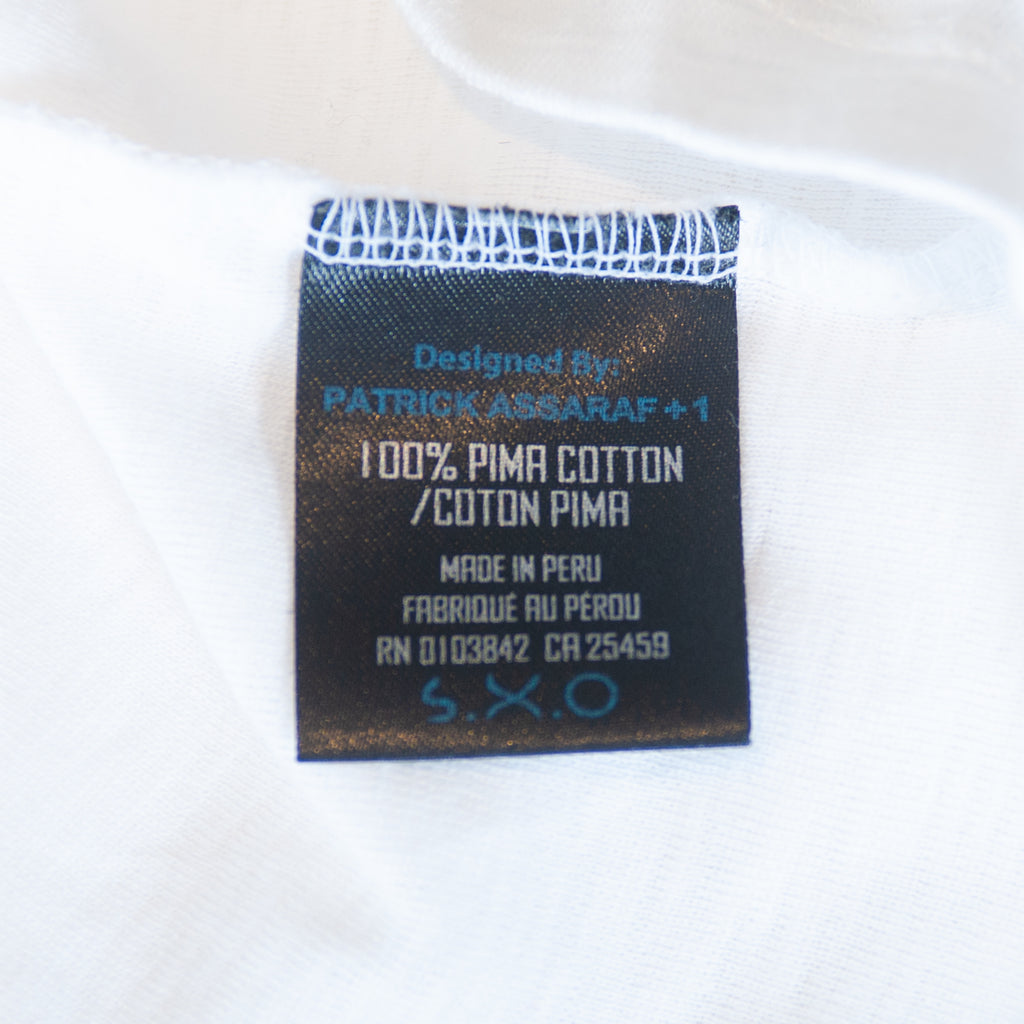 Designed By:
PATRICK ASSARAF + 1
100% PIMA COTTON
/COTON PIMA
MADE IN PERU
FABRIQUÉ AU PÉROU
RN 0103842 CA 25459
S.X.O